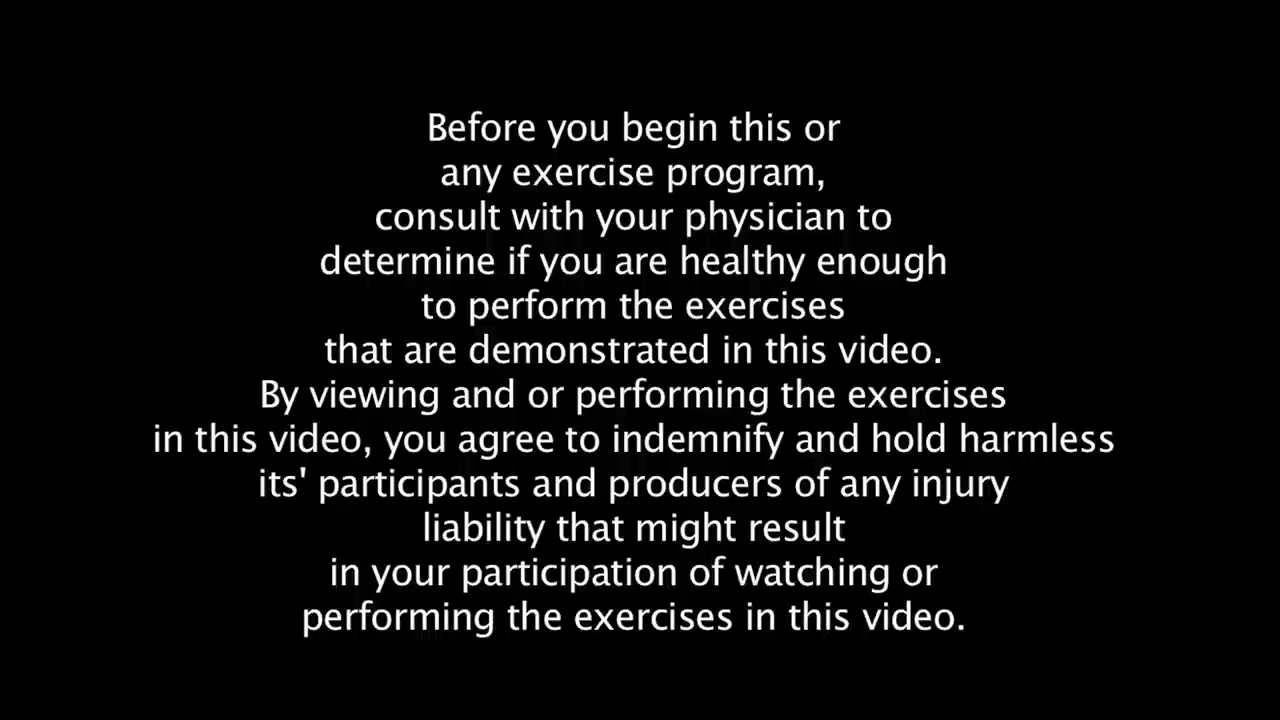 Before you begin this or
any exercise program,
consult with your physician to
determine if you are healthy enough
to perform the exercises
that are demonstrated in this video.
By viewing and or performing the exercises
in this video, you agree to indemnify and hold harmless
its' participants and producers of any injury
liability that might result
in your participation of watching or
performing the exercises in this video.